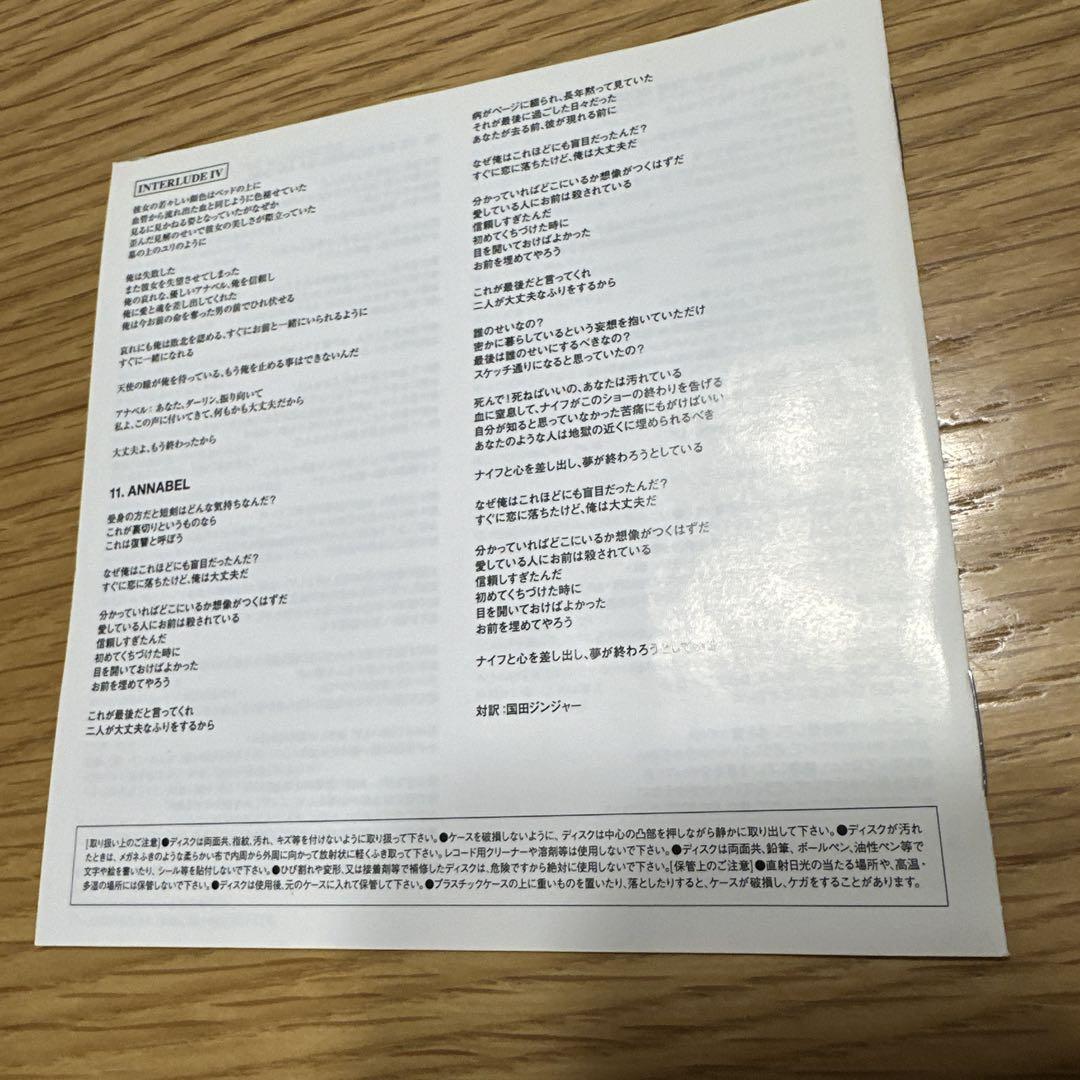 INTERLUDE IV
彼女の若々しい顔色はベッドの上に
血管から流れ出た血と同じように色褪せていた
見るに見かねる姿となっていたがなぜか
歪んだ見解のせいで彼女の美しさが際立っていた
墓の上のユリのように
俺は失敗した
また彼女を失望させてしまった
俺の哀れな、優しいアナベル、俺を信頼し
俺に愛と魂を差し出してくれた
俺は今お前の命を奪った男の前でひれ伏せる
哀れにも俺は敗北を認める、すぐにお前と一緒にいられるように
すぐに一緒になれる
天使の瞳が俺を待っている、もう俺を止める事はできないんだ
アナベル：あなた、ダーリン、振り向いて
私よ、この声に付いてきて、何もかも大丈夫だから
大丈夫よ、もう終わったから
11. ANNABEL
受身の方だと短剣はどんな気持ちなんだ？
これが裏切りというものなら
これは復讐と呼ぼう
なぜ俺はこれほどにも盲目だったんだ？
すぐに恋に落ちたけど、俺は大丈夫だ
分かっていればどこにいるか想像がつくはずだ
愛している人にお前は殺されている
信頼しすぎたんだ
初めてくちづけた時に
目を開いておけばよかった
お前を埋めてやろう
これが最後だと言ってくれ
二人が大丈夫なふりをするから
病がページに綴られ、長年黙って見ていた
それが最後に過ごした日々だった
あなたが去る前、彼が現れる前に
なぜ俺はこれほどにも盲目だったんだ？
すぐに恋に落ちたけど、俺は大丈夫だ
分かっていればどこにいるか想像がつくはずだ
愛している人にお前は殺されている
信頼しすぎたんだ
初めてくちづけた時に
目を開いておけばよかった
お前を埋めてやろう
これが最後だと言ってくれ
二人が大丈夫なふりをするから
誰のせいなの？
密かに暮らしているという妄想を抱いていただけ
最後は誰のせいにするべきなの？
スケッチ通りになると思っていたの？
死んで！死ねばいいの、あなたは汚れている
血に窒息して、ナイフがこのショーの終わりを告げる
自分が知ると思っていなかった苦痛にもがけばいい
あなたのような人は地獄の近くに埋められるべき
ナイフと心を差し出し、夢が終わろうとしている
なぜ俺はこれほどにも盲目だったんだ？
すぐに恋に落ちたけど、俺は大丈夫だ
分かっていればどこにいるか想像がつくはずだ
愛している人にお前は殺されている
信頼しすぎたんだ
初めてくちづけた時に
目を開いておけばよかった
お前を埋めてやろう
ナイフと心を差し出し、夢が終わろうとしている
対訳：国田ジンジャー
[取り扱い上のご注意]●ディスクは両面共、指紋、汚れ、キズ等を付けないように取り扱って下さい。●ケースを破損しないように、ディスクは中心の凸部を押しながら静かに取り出して下さい。●ディスクが汚れ
たときは、メガネふきのような柔らかい布で内周から外周に向かって放射状に軽くふき取って下さい。レコード用クリーナーや溶剤等は使用しないで下さい。●ディスクは両面共、鉛筆、ボールペン、油性ペン等で
文字や絵を書いたり、シール等を貼付しないで下さい。●ひび割れや変形、又は接着剤等で補修したディスクは、危険ですから絶対に使用しないで下さい。[保管上のご注意]●直射日光の当たる場所や、高温・
多湿の場所には保管しないで下さい。●ディスクは使用後、元のケースに入れて保管して下さい。●プラスチックケースの上に重いものを置いたり、落としたりすると、ケースが破損し、ケガをすることがあります。